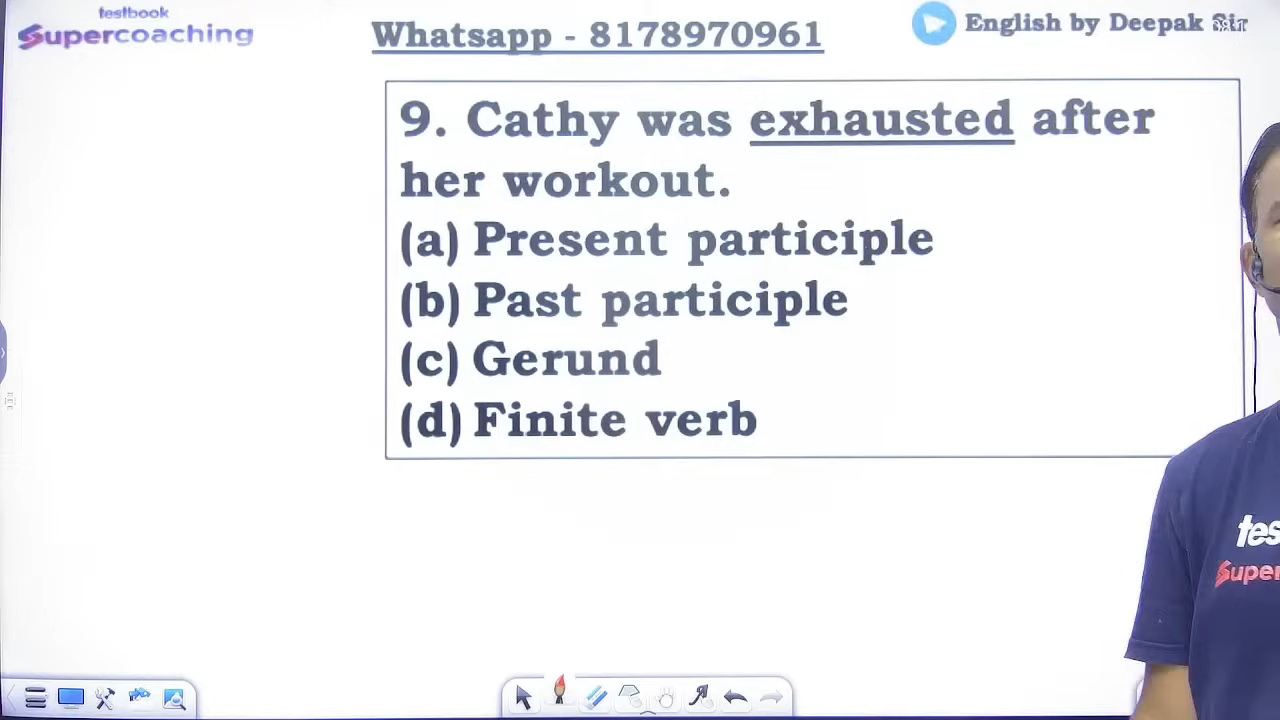 testbook
Supercoaching
Whatsapp - 8178970961
English by Deepak Sir
9. Cathy was exhausted after
her workout.
(a) Present participle
(b) Past participle
(c) Gerund
(d) Finite verb
tes
Super